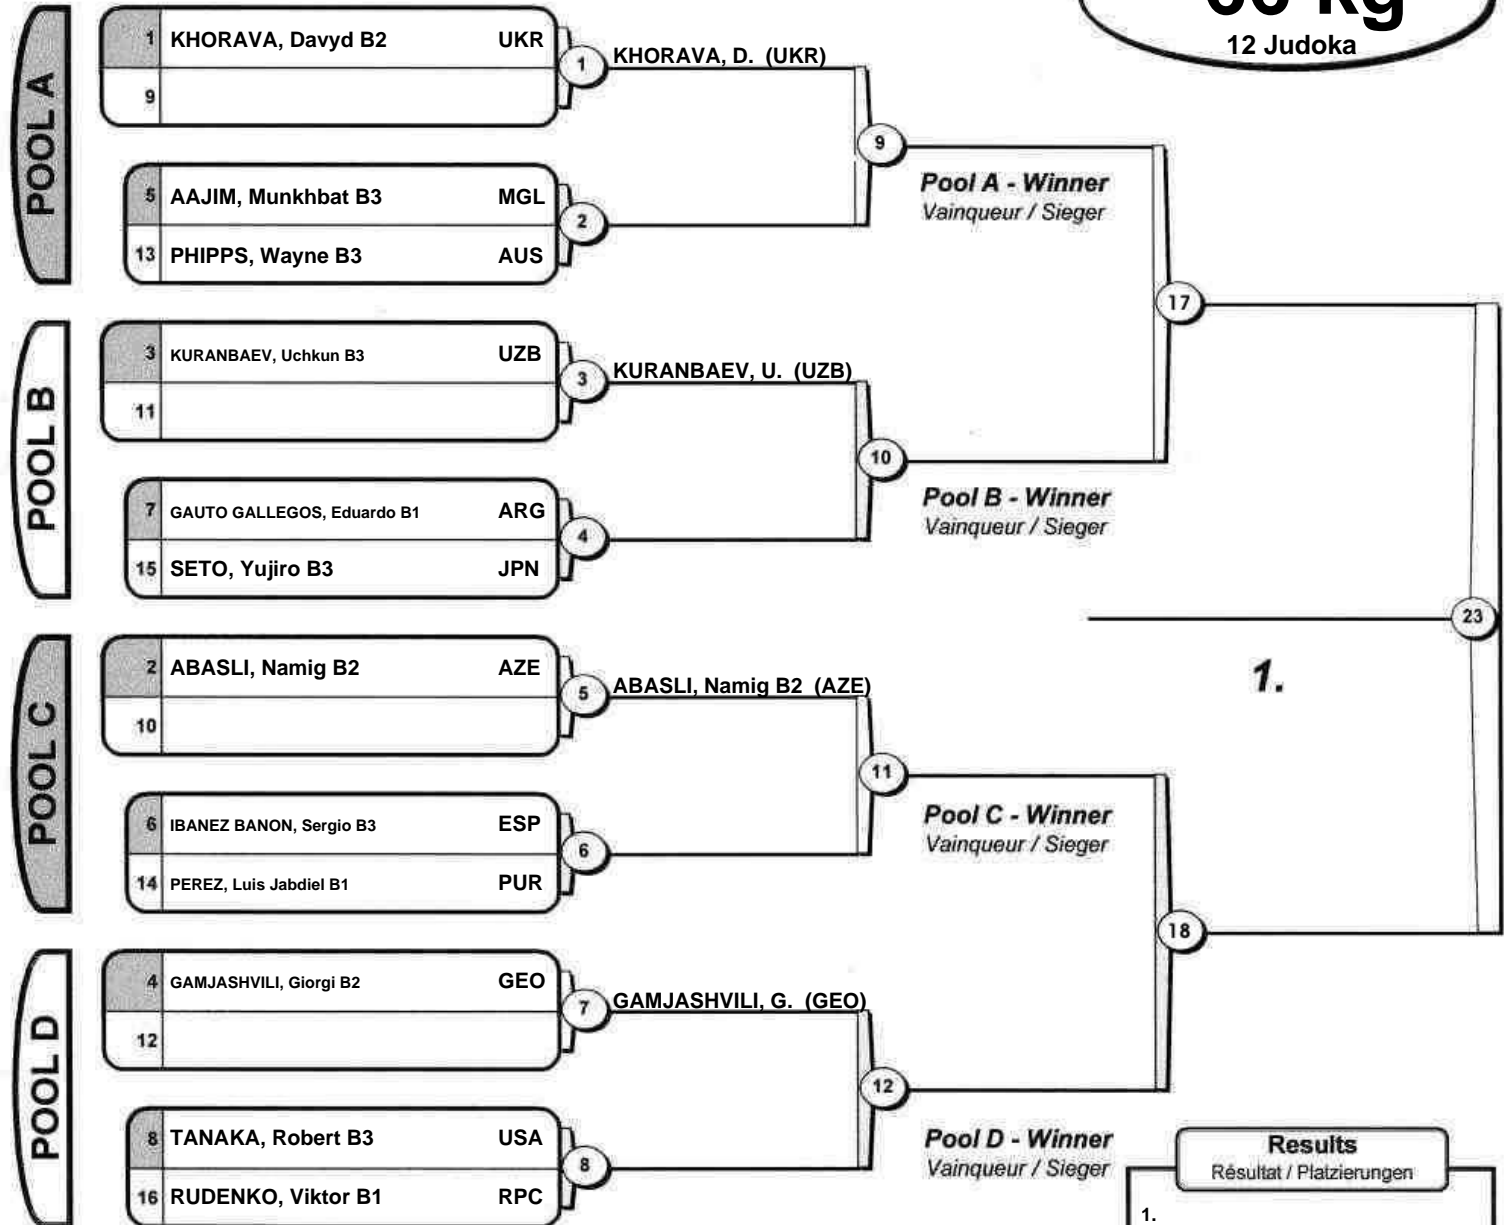 66 kg
12 Judoka
POOL A
1 KHORAVA, Davyd B2 UKR
9
1
KHORAVA, D. (UKR)
5 AAJIM, Munkhbat B3 MGL
13 PHIPPS, Wayne B3 AUS
2
9
Pool A - Winner
Vainqueur / Sieger
17
POOL B
3 KURANBAEV, Uchkun B3 UZB
11
3
KURANBAEV, U. (UZB)
7 GAUTO GALLEGOS, Eduardo B1 ARG
15 SETO, Yujiro B3 JPN
4
10
Pool B - Winner
Vainqueur / Sieger
23
1.
POOL C
2 ABASLI, Namig B2 AZE
10
5
ABASLI, Namig B2 (AZE)
6 IBANEZ BANON, Sergio B3 ESP
14 PEREZ, Luis Jabdiel B1 PUR
6
11
Pool C - Winner
Vainqueur / Sieger
18
POOL D
4 GAMJASHVILI, Giorgi B2 GEO
12
7
GAMJASHVILI, G. (GEO)
8 TANAKA, Robert B3 USA
16 RUDENKO, Viktor B1 RPC
8
12
Pool D - Winner
Vainqueur / Sieger
Results
Résultat / Platzierungen
1.